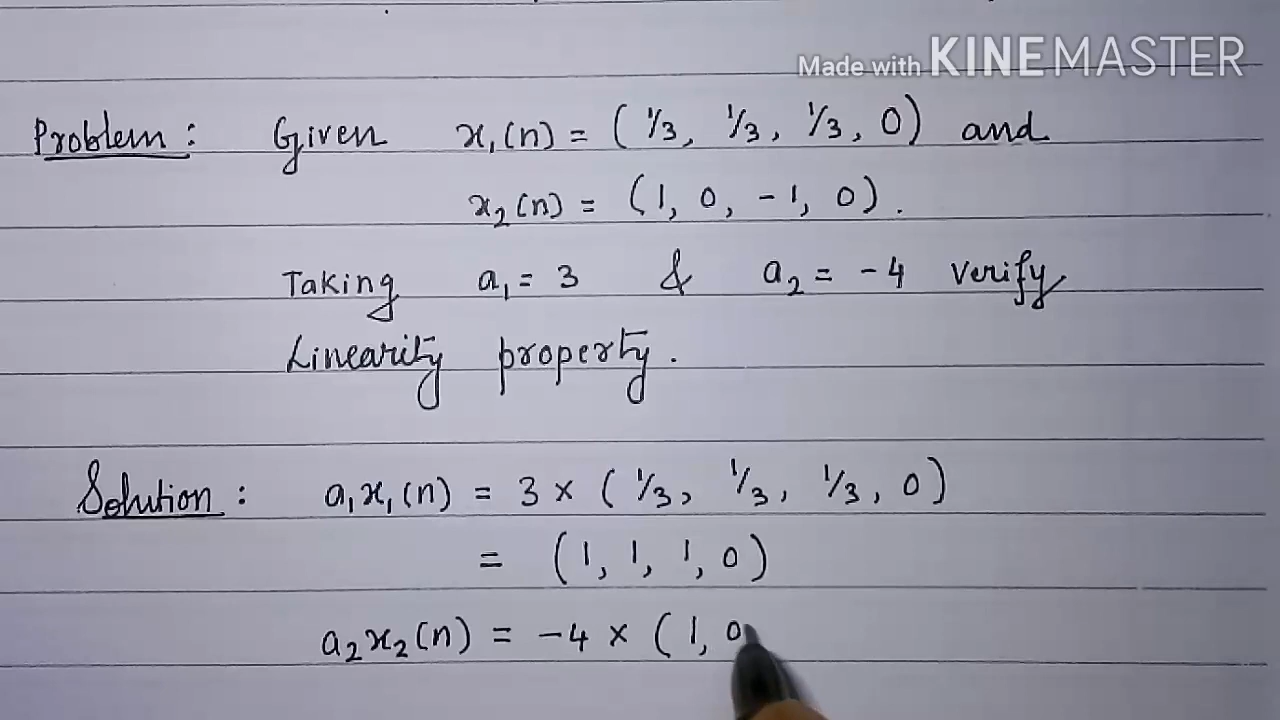 Made with KINEMASTER
Problem: Given x₁(n) = (1/3, 1/3, 1/3, 0) and
x₂(n) = (1, 0, -1, 0).
Taking a₁ = 3 & a₂ = -4 verify
Linearity property.
Solution: a₁x₁(n) = 3 × (1/3, 1/3, 1/3, 0)
= (1, 1, 1, 0)
a₂x₂(n) = -4 × (1, 0